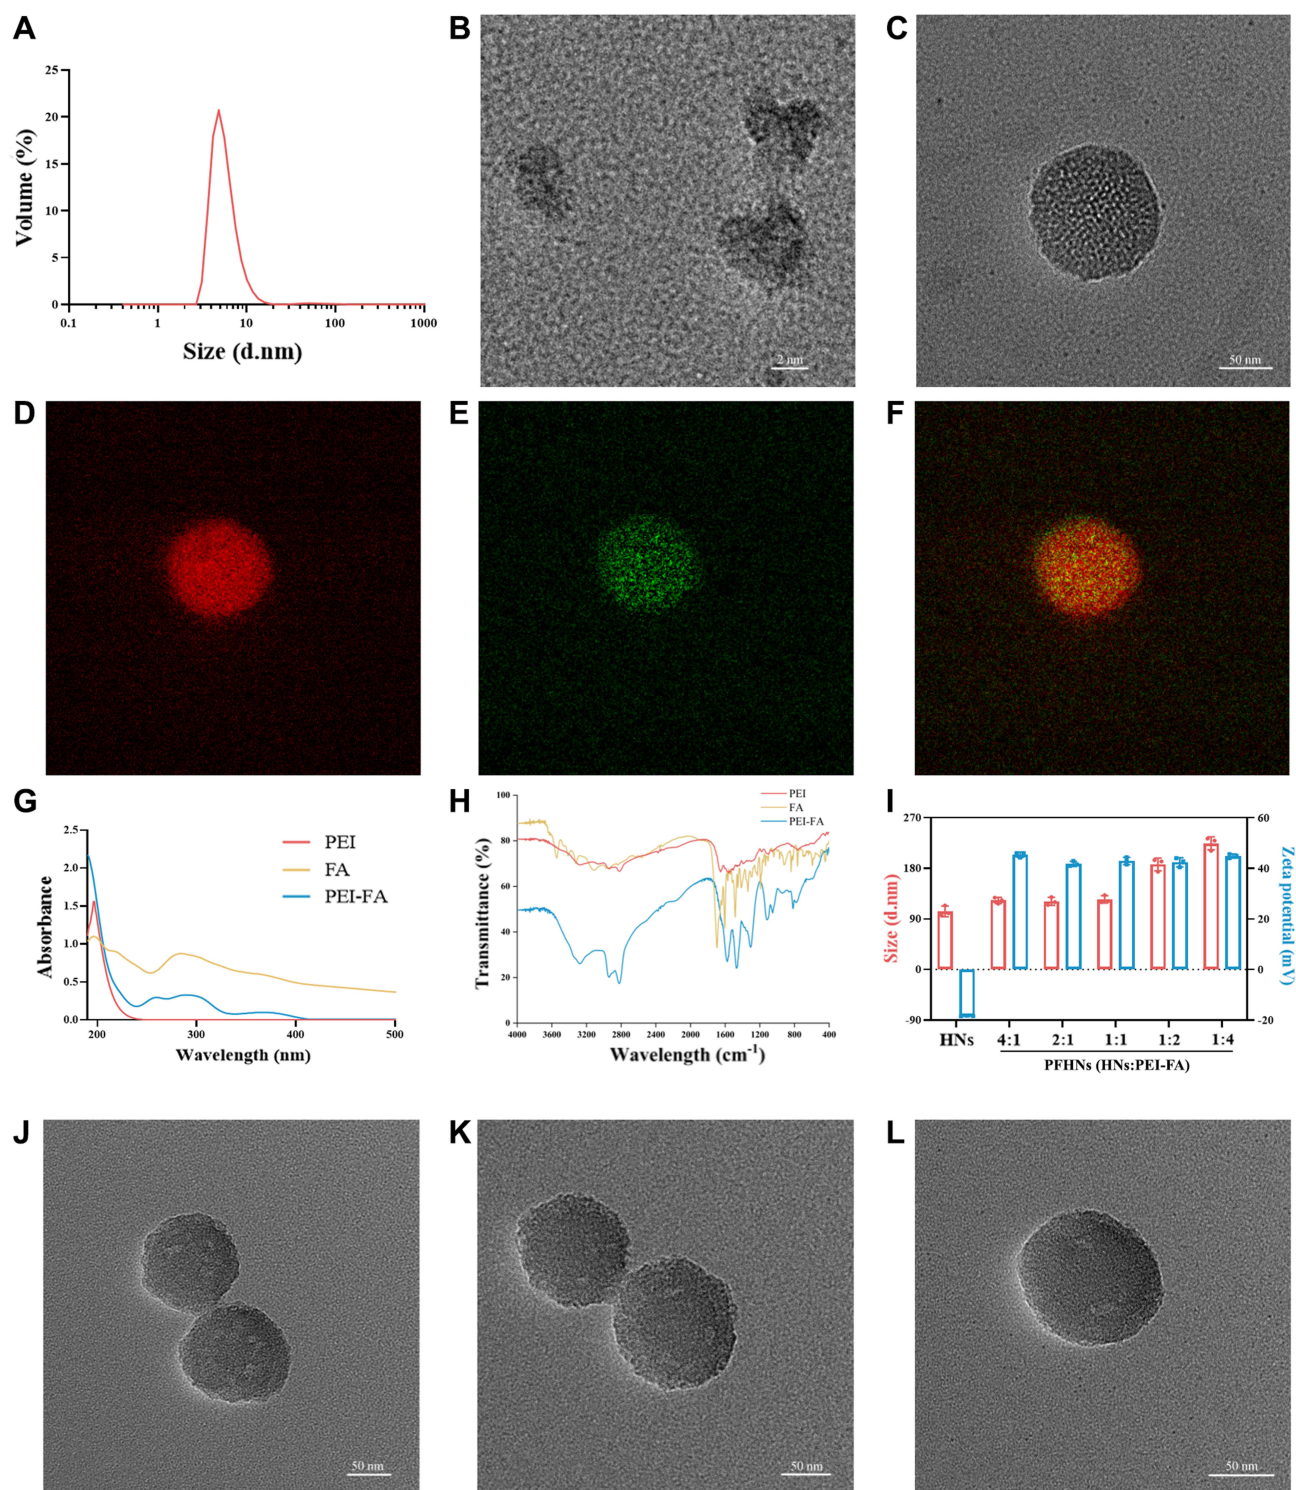 A
25
20
15
10
5
0
Volume (%)
0.1 1 10 100 1000
Size (d.nm)
B
2 nm
C
50 nm
D
E
F
G
2.5
2.0
1.5
1.0
0.5
0.0
Absorbance
PEI
FA
PEI-FA
200 300 400 500
Wavelength (nm)
H
100
80
60
40
20
0
Transmittance (%)
PEI
FA
PEI-FA
4000 3600 3200 2800 2400 2000 1600 1200 800 400
Wavelength (cm⁻¹)
I
270
180
90
0
-90
Size (d.nm)
60
40
20
0
-20
Zeta potential (mV)
HNs 4:1 2:1 1:1 1:2 1:4
PFHNs (HNs:PEI-FA)
J
50 nm
K
50 nm
L
50 nm